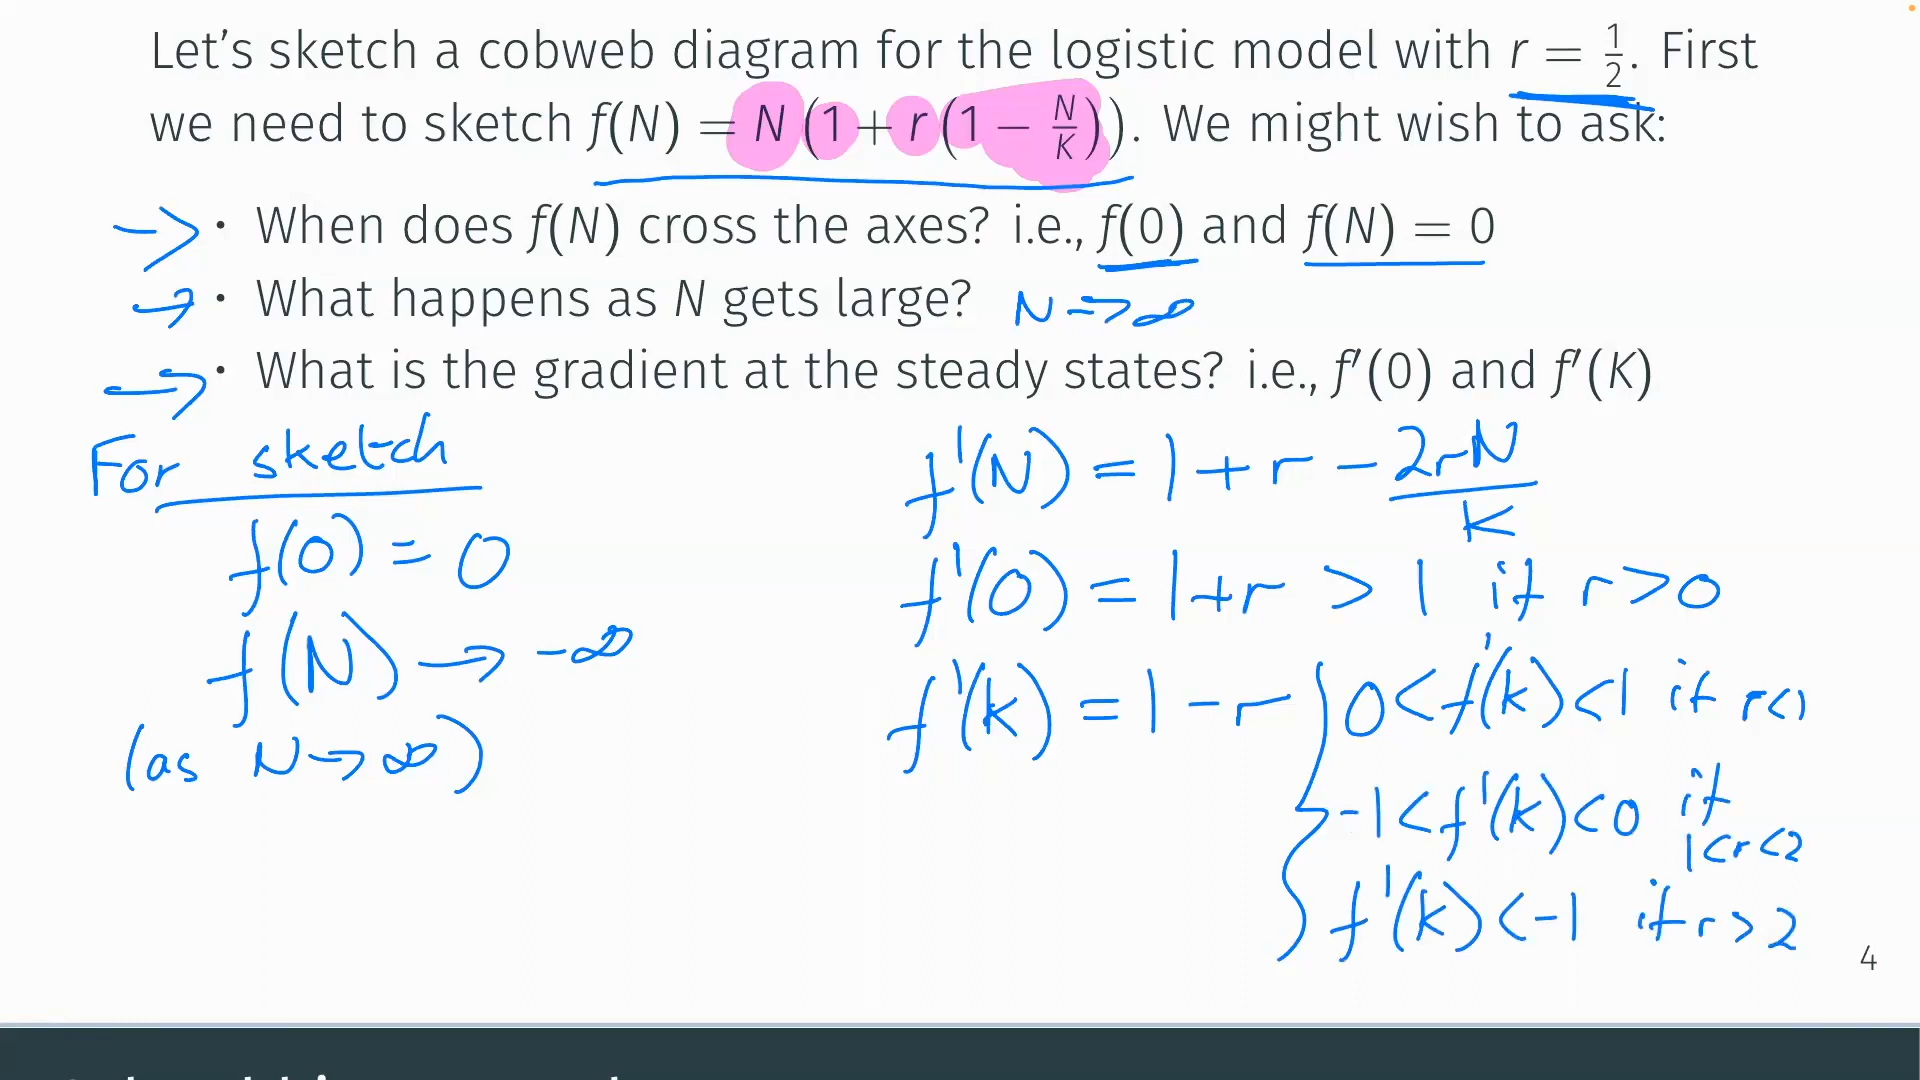 Let's sketch a cobweb diagram for the logistic model with r = 1/2. First
we need to sketch f(N) = N(1 + r(1 − N/K)). We might wish to ask:
• When does f(N) cross the axes? i.e., f(0) and f(N) = 0
• What happens as N gets large? N → ∞
• What is the gradient at the steady states? i.e., f′(0) and f′(K)
For sketch
f(0) = 0
f(N) → -∞
(as N → ∞)
f'(N) = 1 + r - 2rN/K
f'(0) = 1+r > 1 if r>0
f'(K) = 1 - r
0 < f'(K) < 1 if r<1
-1 < f'(K) < 0 if 1<r<2
f'(K) < -1 if r > 2
4